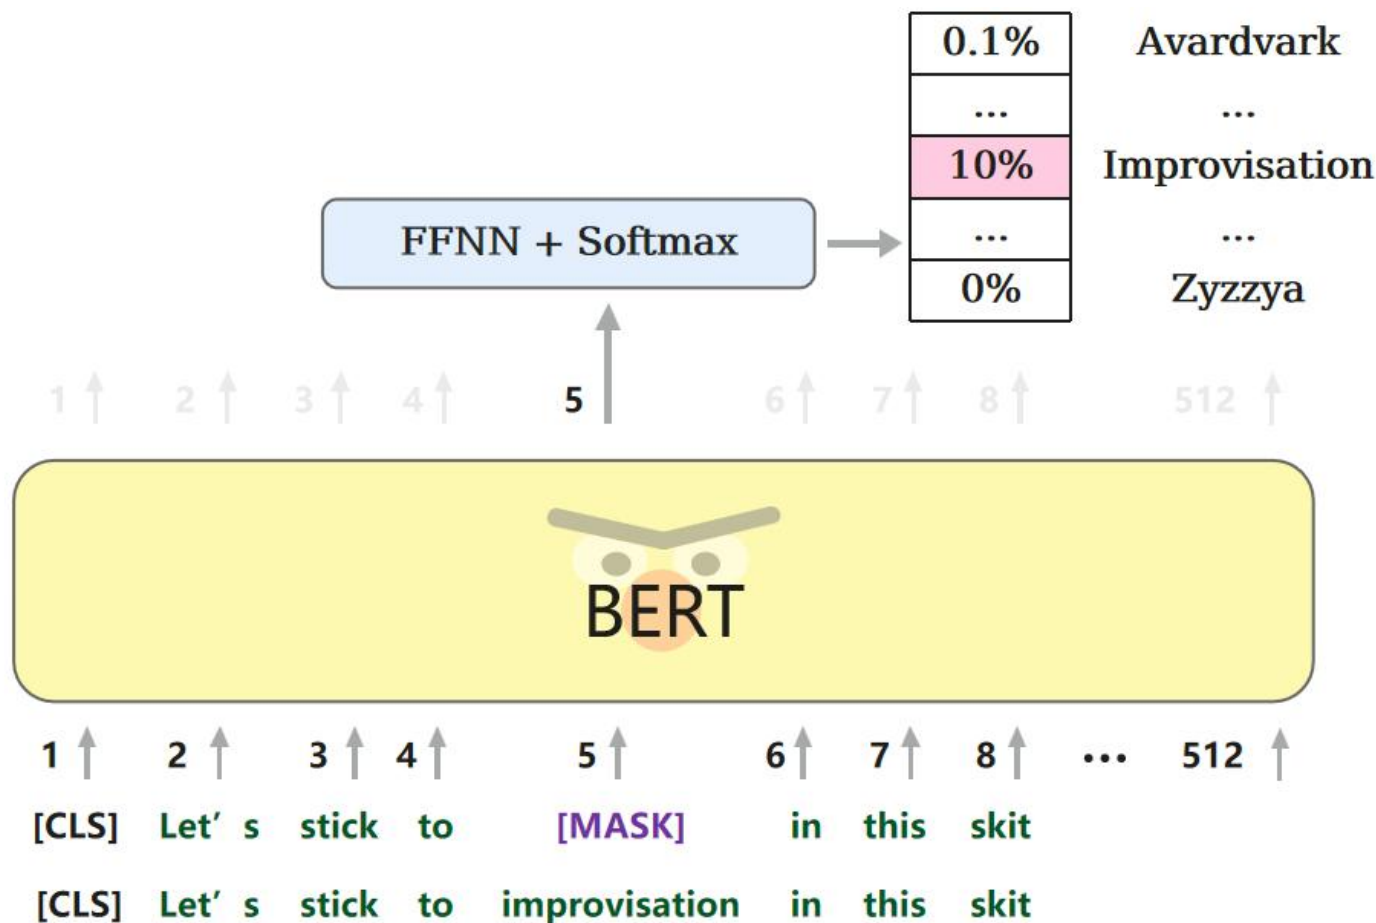 0.1% Avardvark
... ...
10% Improvisation
FFNN + Softmax
... ...
0% Zyzzya
1 2 3 4 5 6 7 8 512
BERT
1 2 3 4 5 6 7 8 ... 512
[CLS] Let’ s stick to [MASK] in this skit
[CLS] Let’ s stick to improvisation in this skit